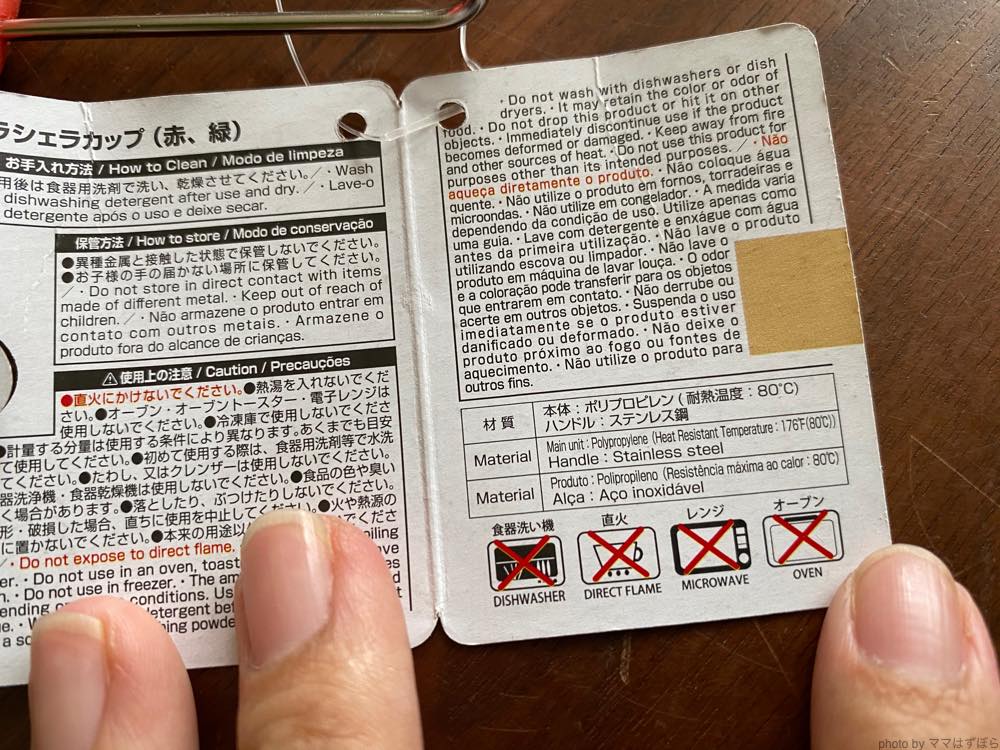 ラシェラカップ（赤、緑）
お手入れ方法 / How to Clean / Modo de limpeza
用後は食器用洗剤で洗い、乾燥させてください。／・Wash
dishwashing detergent after use and dry. ／・Lave-o
detergente após o uso e deixe secar.
保管方法 / How to store / Modo de conservação
●異種金属と接触した状態で保管しないでください。
●お子様の手の届かない場所に保管してください。
／・Do not store in direct contact with items
made of different metal. ・Keep out of reach of
children. ／・Não armazene o produto entrar em
contato com outros metais. ・Armazene o
produto fora do alcance de crianças.
⚠使用上の注意 / Caution / Precauções
●直火にかけないでください。●熱湯を入れないでくだ
さい。●オーブン・オーブントースター・電子レンジは
使用しないでください。●冷凍庫で使用しないでくださ
●計量する分量は使用する条件により異なります。あくまでも目安
て使用してください。●初めて使用する際は、食器用洗剤等で水洗
てください。●たわし、又はクレンザーは使用しないでください。
器洗浄機・食器乾燥機は使用しないでください。●食品の色や臭い
く場合があります。●落としたり、ぶつけたりしないでください。
形・破損した場合、直ちに使用を中止してください。●火や熱源の
に置かないでください。●本来の用途以
・Do not expose to direct flame. boiling
er. ・Do not use in an oven, toast
・Do not use in freezer. ・The am
ending conditions. Us
detergent bef
ing powde
・Do not wash with dishwashers or dish
dryers. ・It may retain the color or odor of
food. ・Do not drop this product or hit it on other
objects. ・Immediately discontinue use if the product
becomes deformed or damaged. ・Keep away from fire
and other sources of heat. ・Do not use this product for
purposes other than its intended purposes. ／・Não
aqueça diretamente o produto. ・Não coloque água
quente. ・Não utilize o produto em fornos, torradeiras e
microondas. ・Não utilize em congelador. ・A medida varia
dependendo da condição de uso. Utilize apenas como
uma guia. ・Lave com detergente e enxágue com água
antes da primeira utilização. ・Não lave o produto
utilizando escova ou limpador. ・Não lave o
produto em máquina de lavar louça. ・O odor
e a coloração pode transferir para os objetos
que entrarem em contato. ・Não derrube ou
acerte em outros objetos. ・Suspenda o uso
imediatamente se o produto estiver
danificado ou deformado. ・Não deixe o
produto próximo ao fogo ou fontes de
aquecimento. ・Não utilize o produto para
outros fins.
材質 本体：ポリプロピレン（耐熱温度：80℃）
ハンドル：ステンレス鋼
Material Main unit : Polypropylene (Heat Resistant Temperature : 176℉(80℃))
Handle : Stainless steel
Material Produto : Polipropileno (Resistência máxima ao calor : 80℃)
Alça : Aço inoxidável
食器洗い機 直火 レンジ オーブン
DISHWASHER DIRECT FLAME MICROWAVE OVEN
photo by ママはずぼら